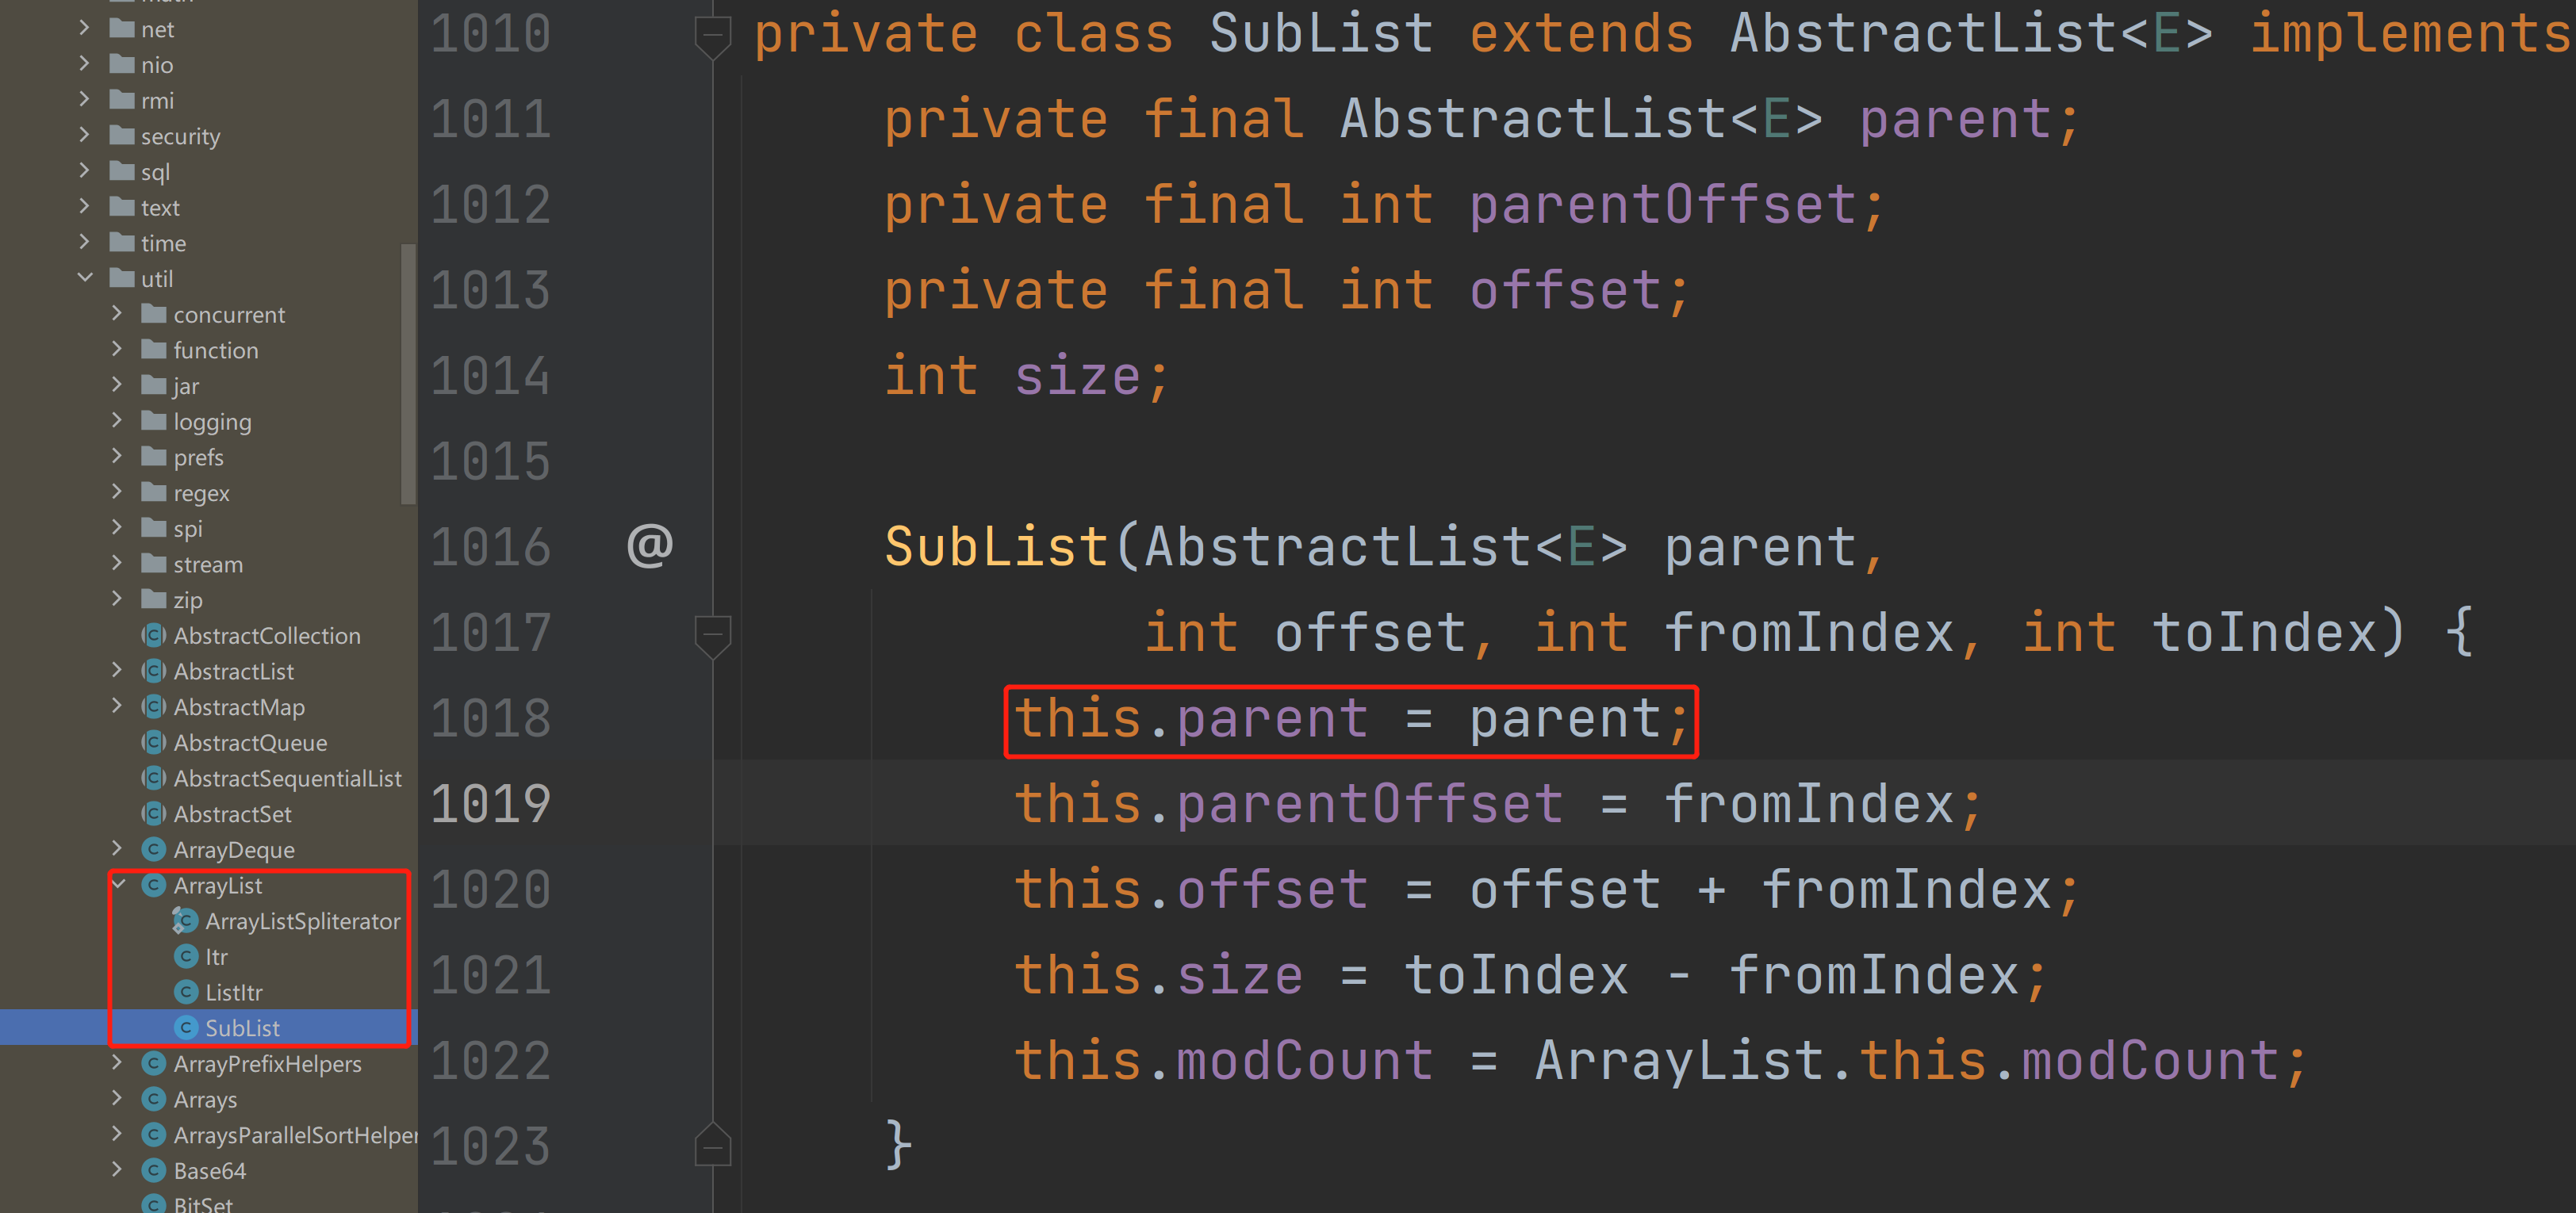 net
nio
rmi
security
sql
text
time
util
concurrent
function
jar
logging
prefs
regex
spi
stream
zip
AbstractCollection
AbstractList
AbstractMap
AbstractQueue
AbstractSequentialList
AbstractSet
ArrayDeque
ArrayList
ArrayListSpliterator
Itr
ListItr
SubList
ArrayPrefixHelpers
Arrays
ArraysParallelSortHelper
Base64
BitSet
1010 private class SubList extends AbstractList<E> implements
1011 private final AbstractList<E> parent;
1012 private final int parentOffset;
1013 private final int offset;
1014 int size;
1015
1016 @ SubList(AbstractList<E> parent,
1017 int offset, int fromIndex, int toIndex) {
1018 this.parent = parent;
1019 this.parentOffset = fromIndex;
1020 this.offset = offset + fromIndex;
1021 this.size = toIndex - fromIndex;
1022 this.modCount = ArrayList.this.modCount;
1023 }